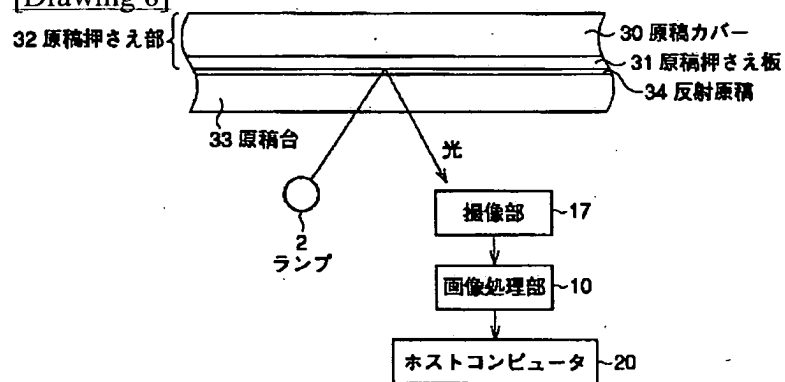 [Drawing 6]
32 原稿押さえ部
30 原稿カバー
31 原稿押さえ板
34 反射原稿
33 原稿台
光
2
ランプ
撮像部 17
画像処理部 10
ホストコンピュータ 20